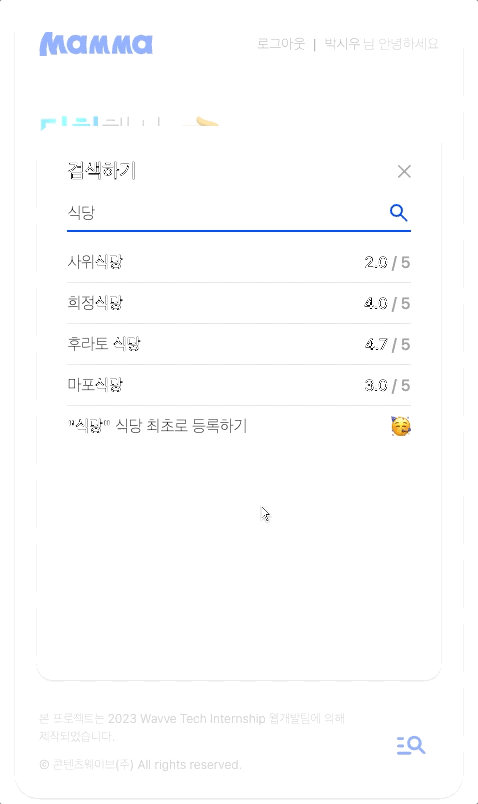 Mamma
로그아웃 | 박시우 님 안녕하세요
검색하기
식당
사위식당 2.0 / 5
희정식당 4.0 / 5
후라토 식당 4.7 / 5
마포식당 3.0 / 5
"식당" 식당 최초로 등록하기
본 프로젝트는 2023 Wavve Tech Internship 웹개발팀에 의해
제작되었습니다.
© 콘텐츠웨이브(주) All rights reserved.